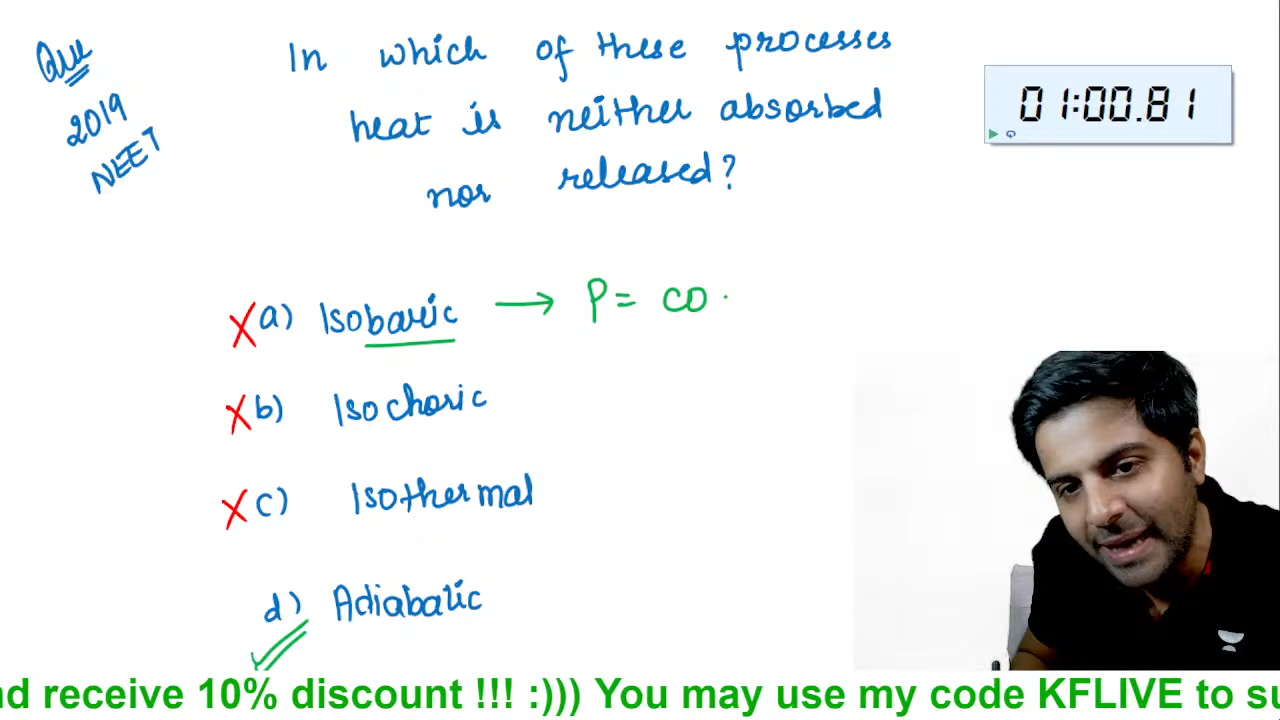 Que
2019
NEET
In which of these processes
heat is neither absorbed
nor released?
01:00.81
a) Isobaric → P = co
X b) Isochoric
X c) Isothermal
d) Adiabatic
nd receive 10% discount !!! :))) You may use my code KFLIVE to su